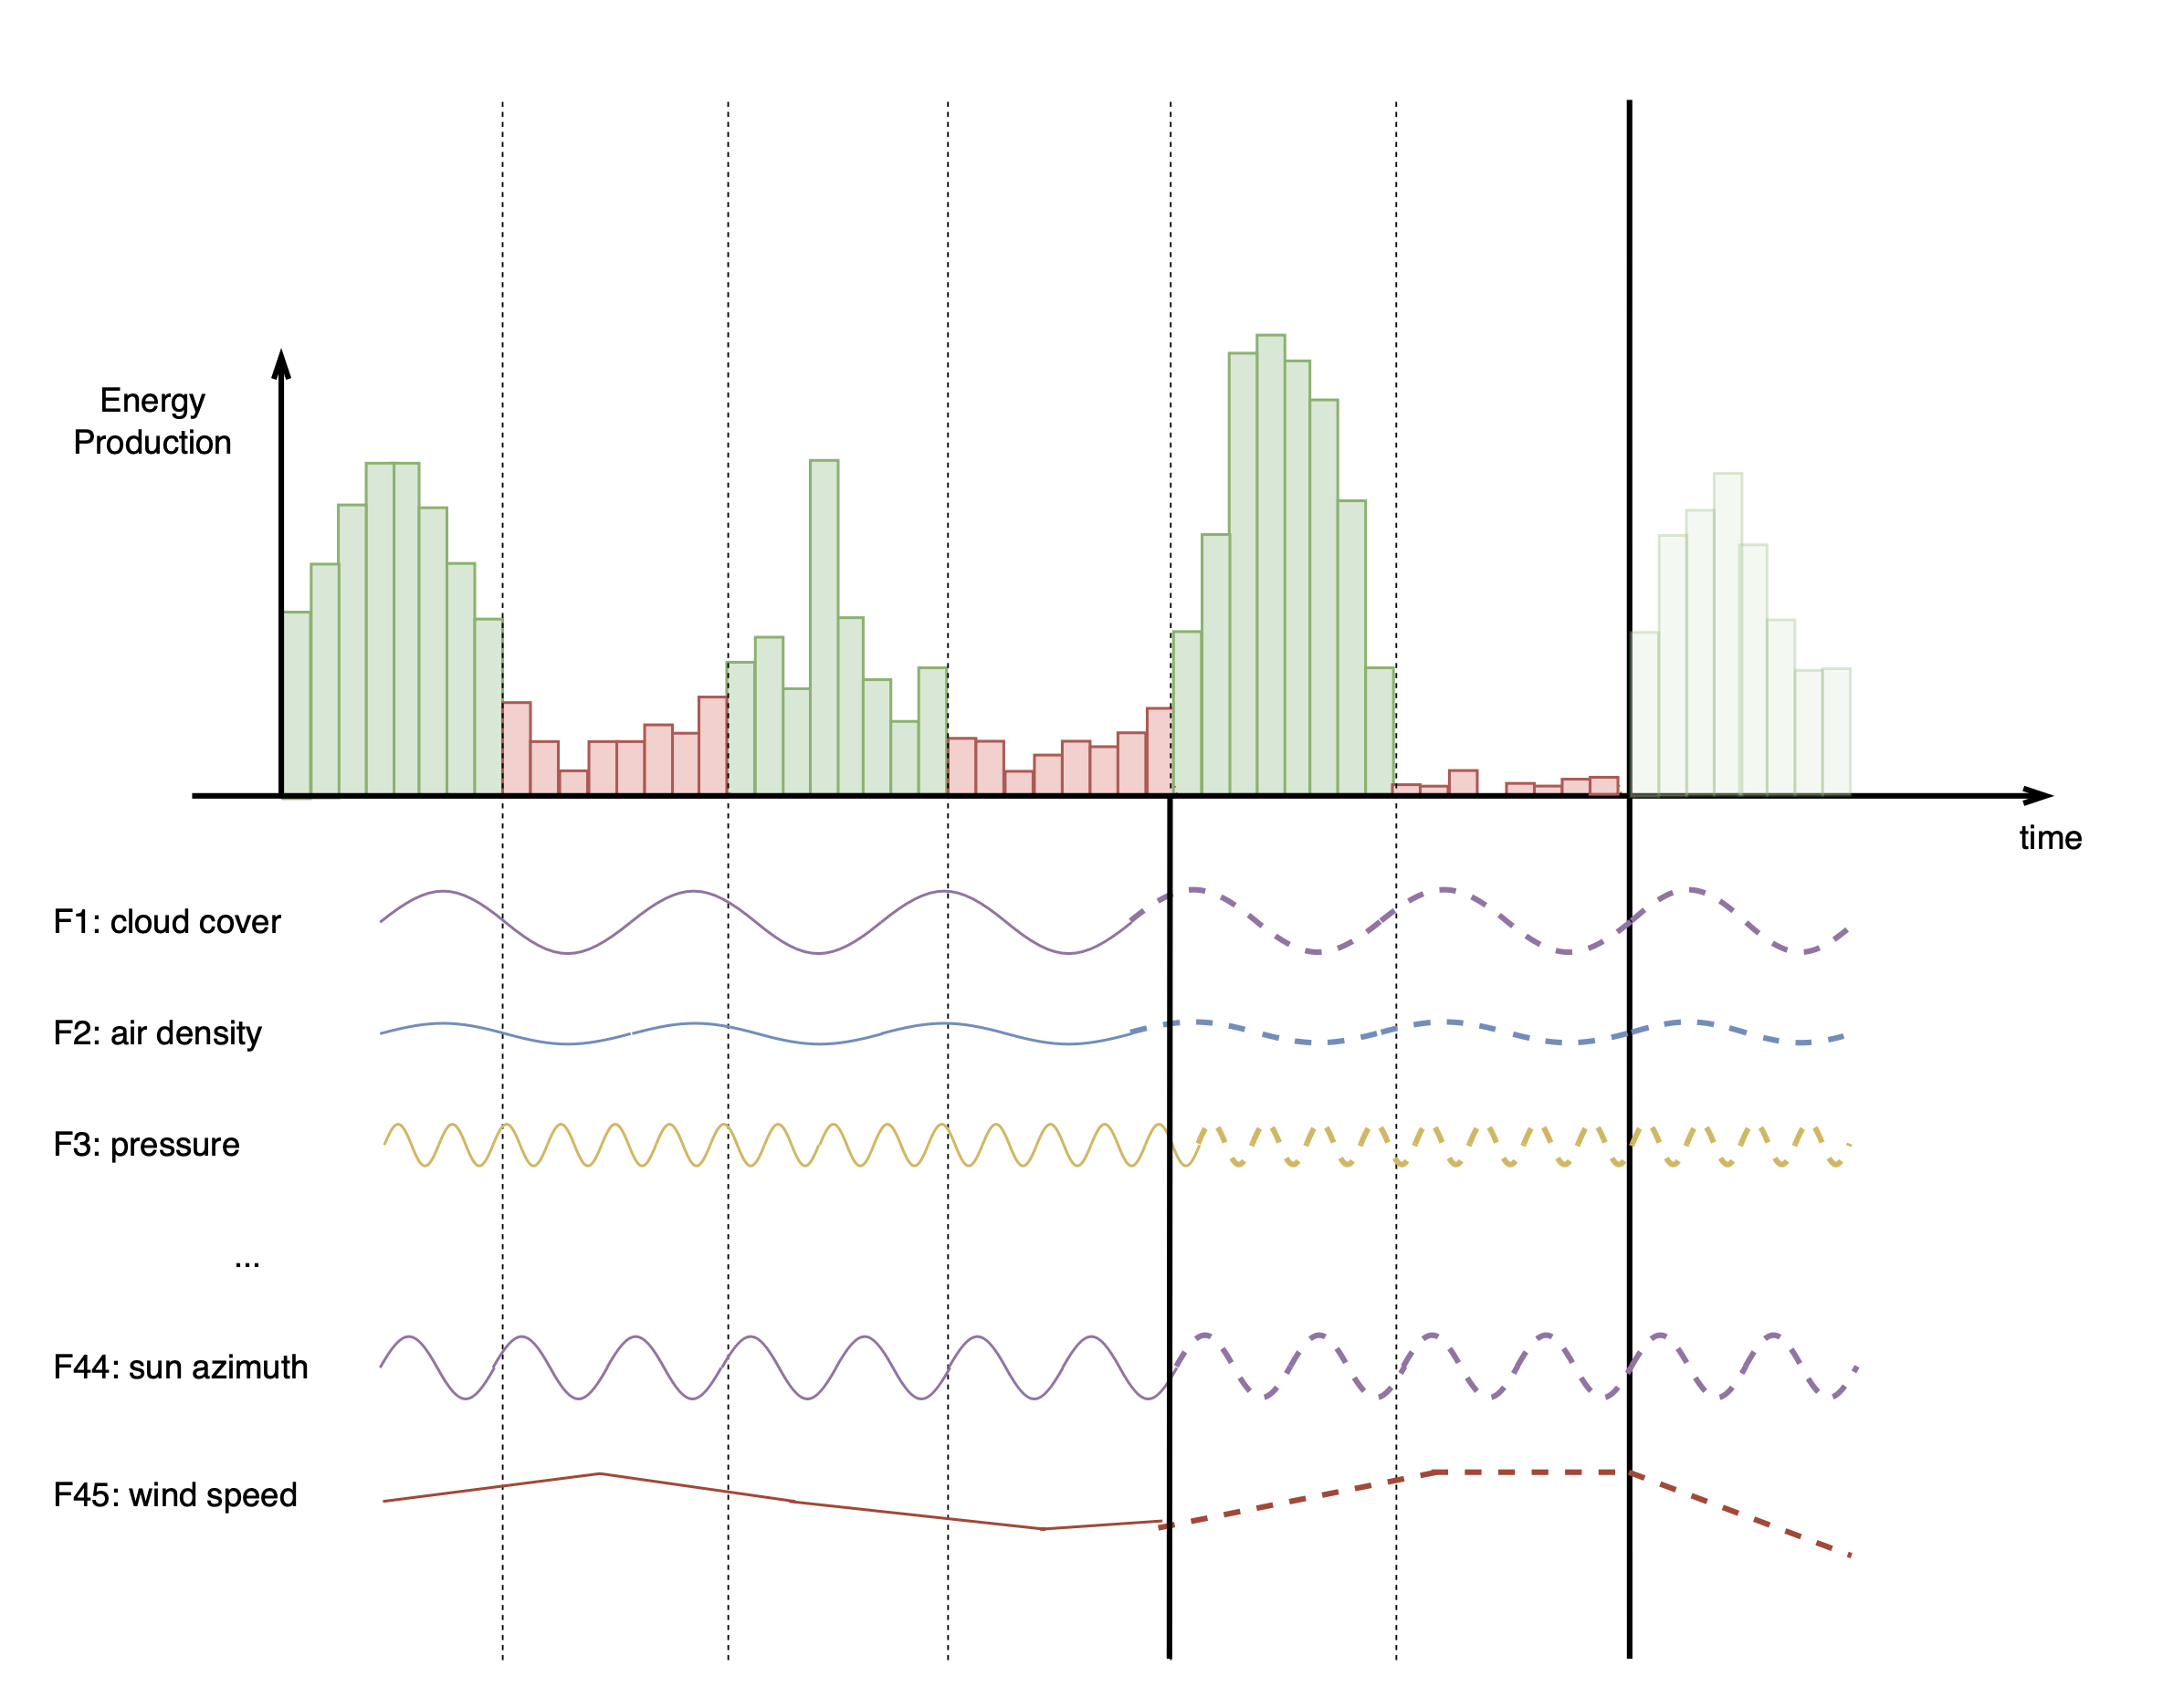 Energy
Production
time
F1: cloud cover
F2: air density
F3: pressure
...
F44: sun azimuth
F45: wind speed